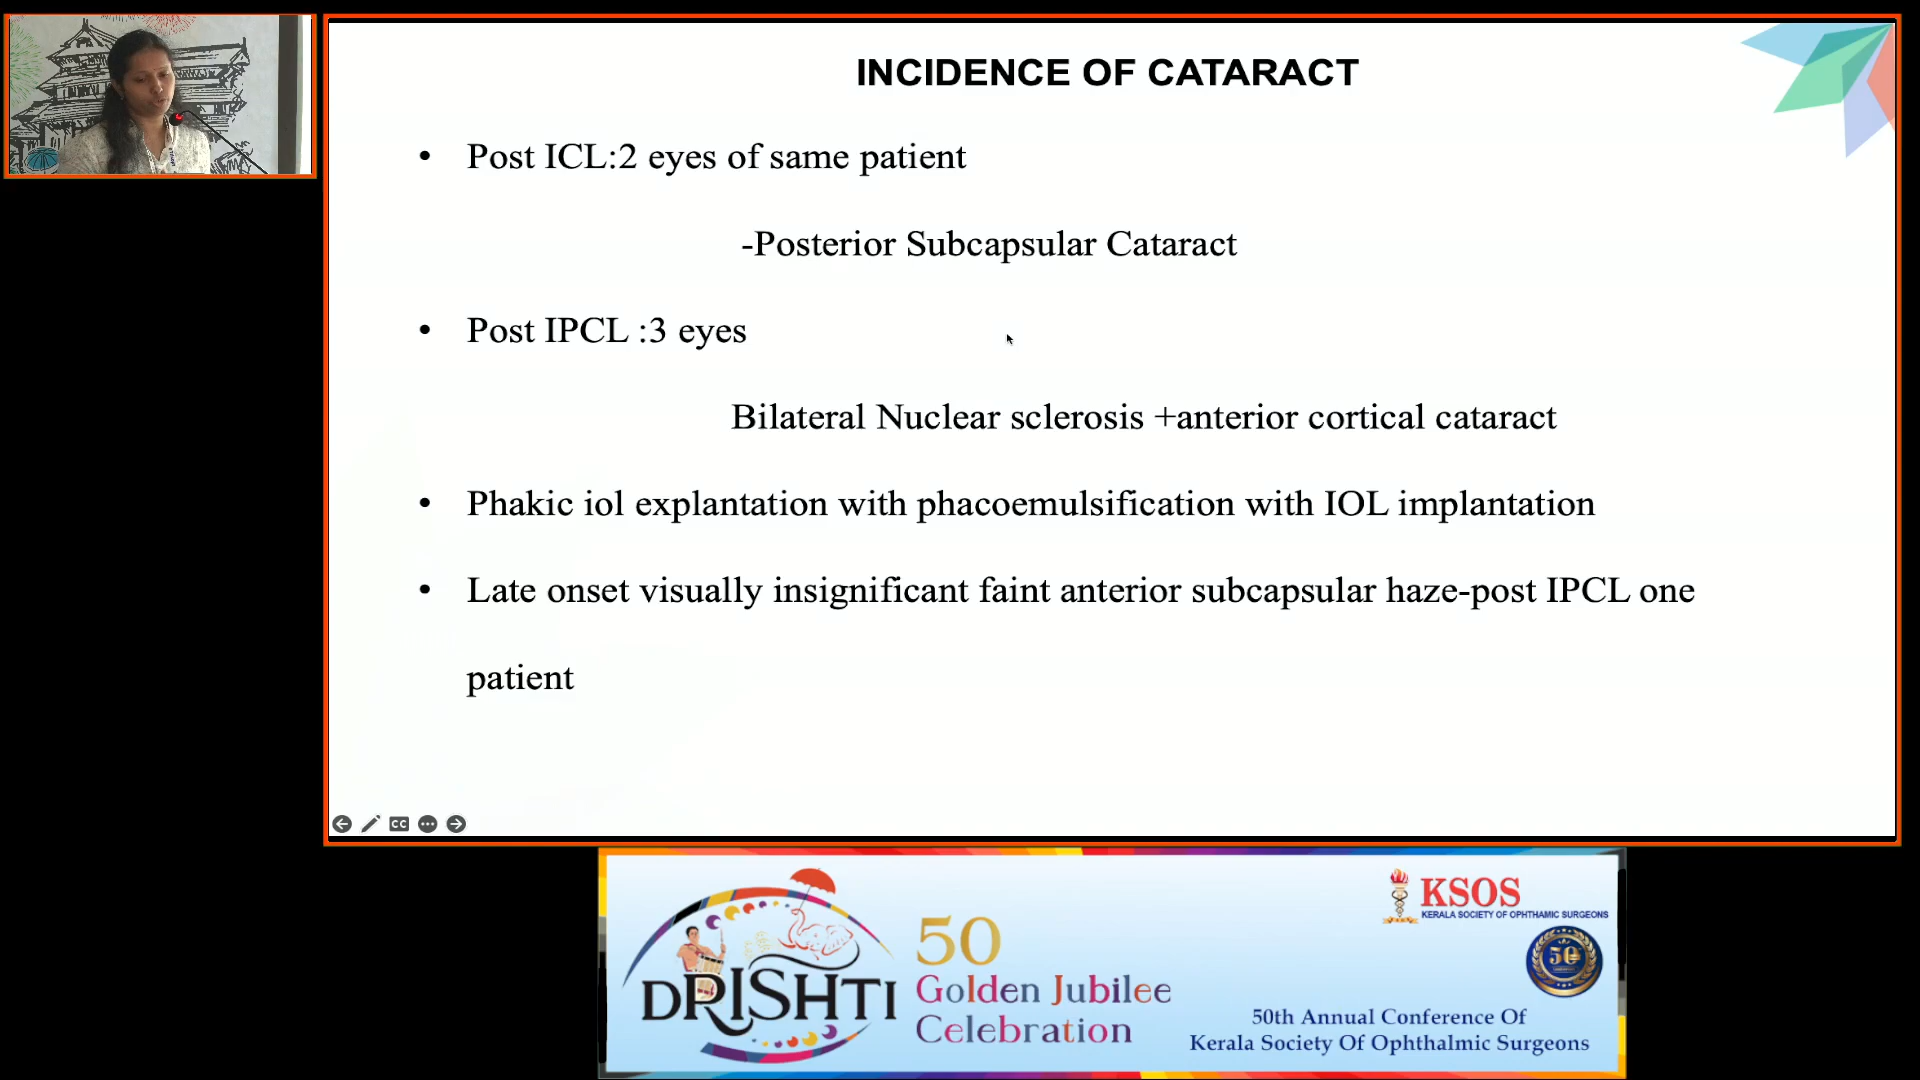 INCIDENCE OF CATARACT
• Post ICL:2 eyes of same patient
-Posterior Subcapsular Cataract
• Post IPCL :3 eyes
Bilateral Nuclear sclerosis +anterior cortical cataract
• Phakic iol explantation with phacoemulsification with IOL implantation
• Late onset visually insignificant faint anterior subcapsular haze-post IPCL one
patient
CC
DRISHTI
50
Golden Jubilee
Celebration
KSOS
KERALA SOCIETY OF OPHTHAMIC SURGEONS
50
50th Annual Conference Of
Kerala Society Of Ophthalmic Surgeons